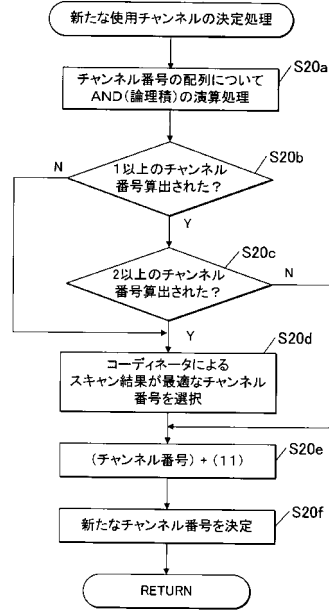 新たな使用チャンネルの決定処理
S20a
チャンネル番号の配列について
AND(論理積)の演算処理
S20b
N
1以上のチャンネル
番号算出された?
Y
S20c
2以上のチャンネル
番号算出された?
N
Y
S20d
コーディネータによる
スキャン結果が最適なチャンネル
番号を選択
S20e
(チャンネル番号)+(11)
S20f
新たなチャンネル番号を決定
RETURN